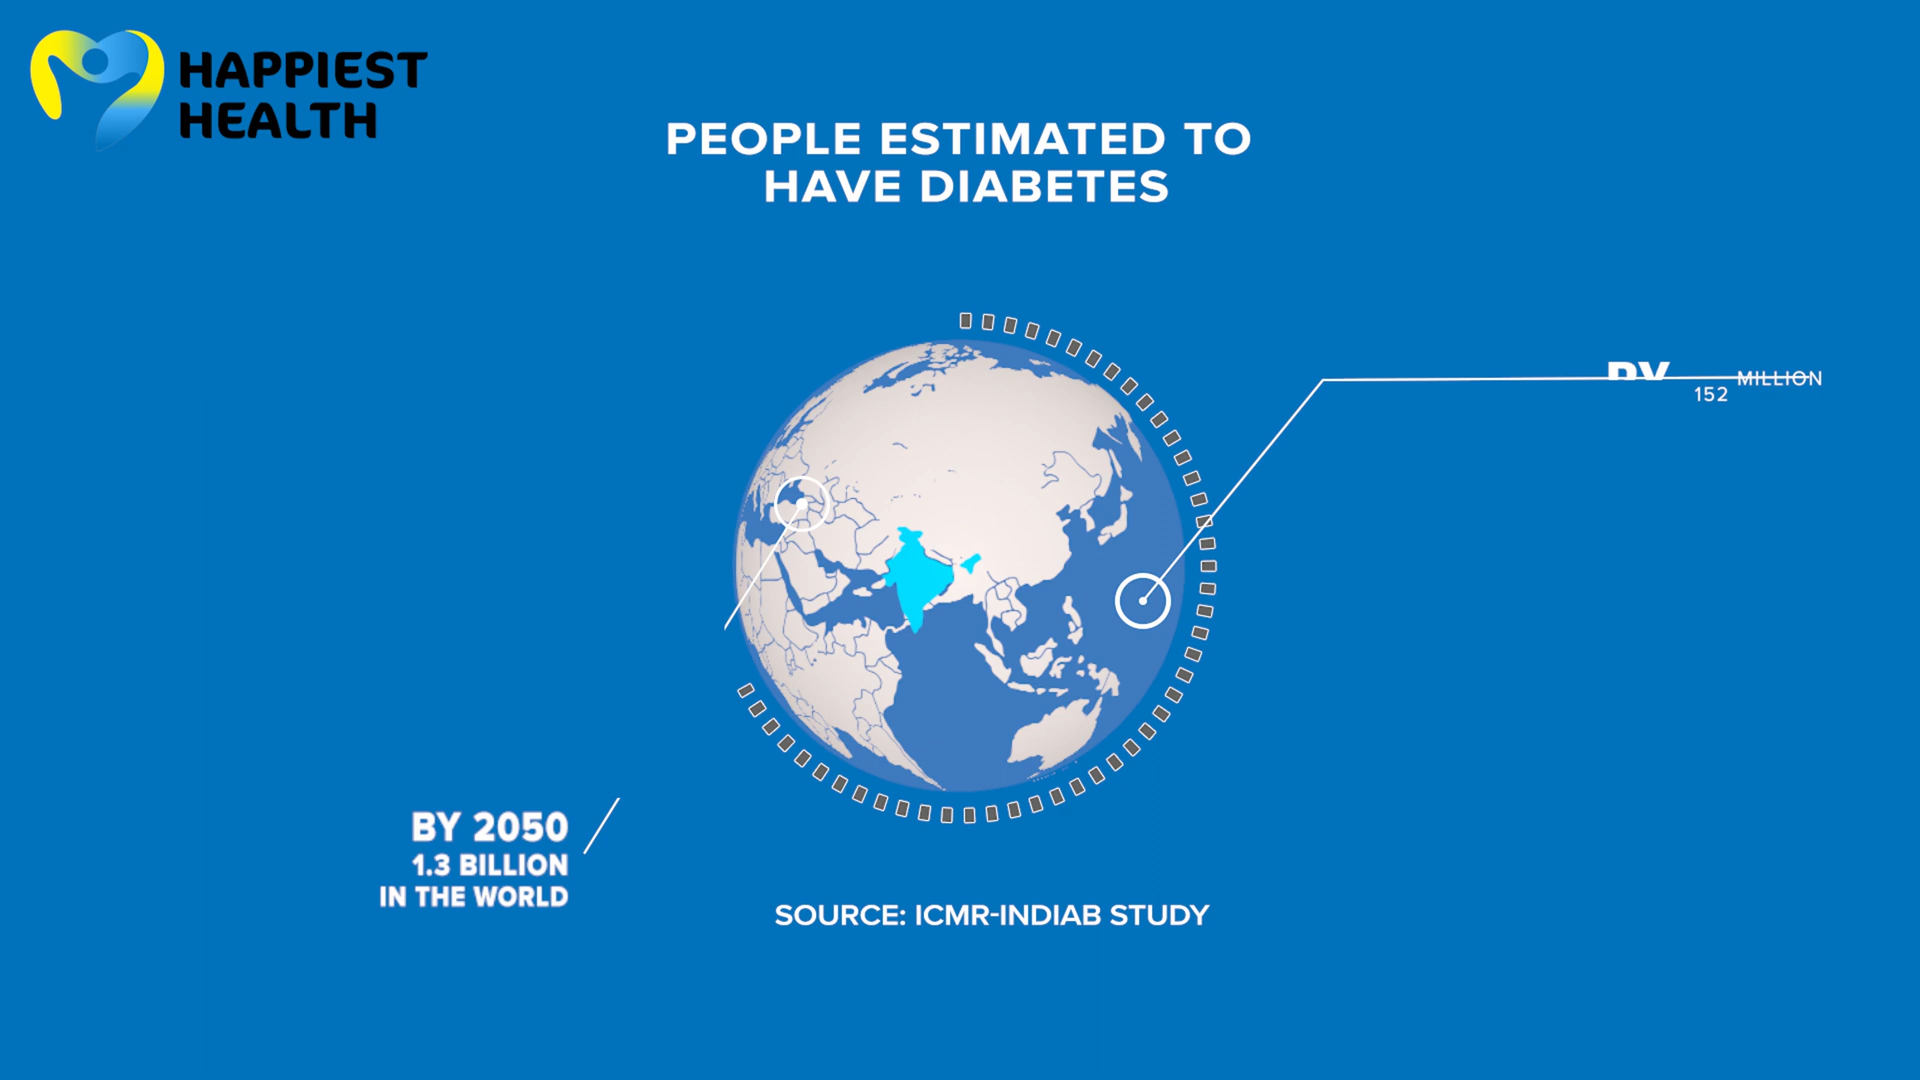 HAPPIEST
HEALTH
PEOPLE ESTIMATED TO
HAVE DIABETES
BY
152 MILLION
BY 2050
1.3 BILLION
IN THE WORLD
SOURCE: ICMR-INDIAB STUDY